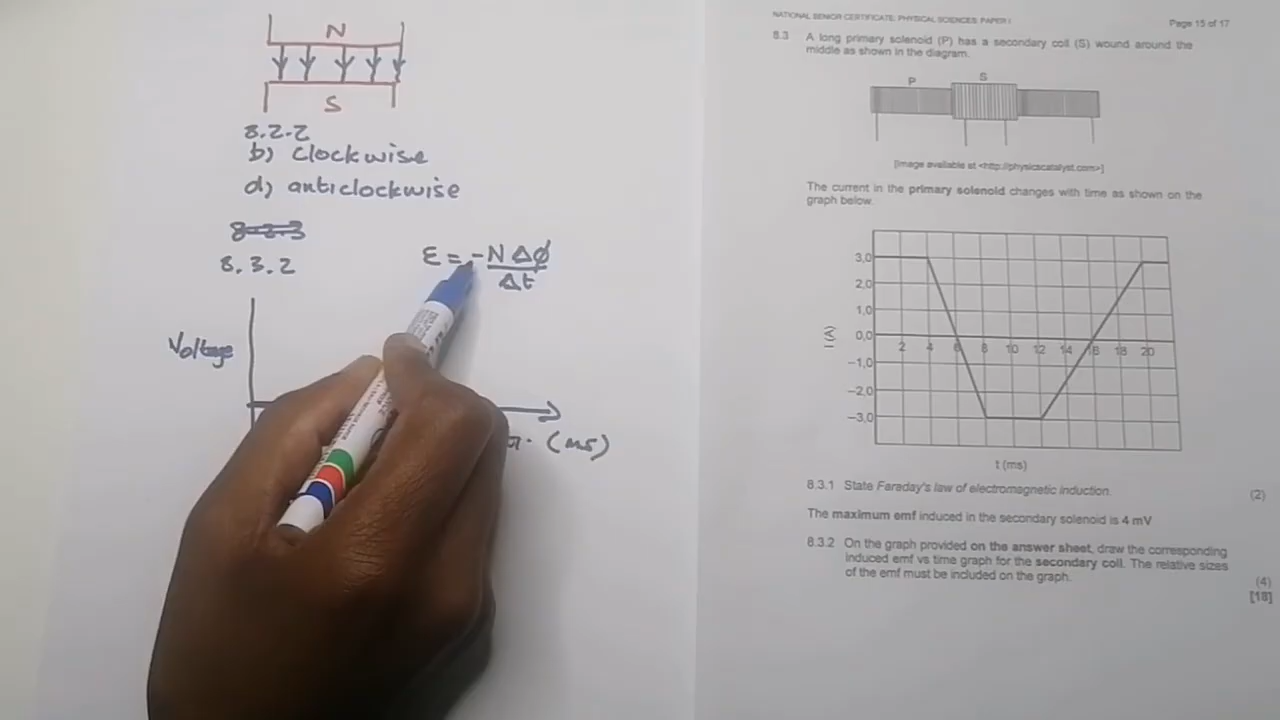 N
S
8.2.2
b) clockwise
d) anticlockwise
8.3.3
8.3.2
ε = -N Δϕ
Δt
Voltage
(ms)
NATIONAL SENIOR CERTIFICATE: PHYSICAL SCIENCES: PAPER I
Page 15 of 17
8.3 A long primary solenoid (P) has a secondary coil (S) wound around the
middle as shown in the diagram.
P S
[Image available at <http://physicscatalyst.com>]
The current in the primary solenoid changes with time as shown on the
graph below.
3,0
2,0
1,0
0,0
2 4 6 8 10 12 14 16 18 20
–1,0
–2,0
–3,0
t (ms)
8.3.1 State Faraday's law of electromagnetic induction. (2)
The maximum emf induced in the secondary solenoid is 4 mV
8.3.2 On the graph provided on the answer sheet, draw the corresponding
induced emf vs time graph for the secondary coil. The relative sizes
of the emf must be included on the graph. (4)
[18]